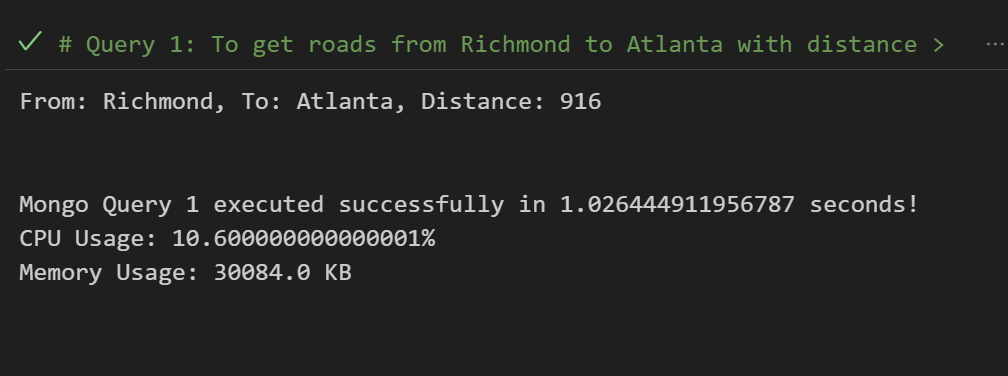 # Query 1: To get roads from Richmond to Atlanta with distance > ...
From: Richmond, To: Atlanta, Distance: 916
Mongo Query 1 executed successfully in 1.026444911956787 seconds!
CPU Usage: 10.600000000000001%
Memory Usage: 30084.0 KB